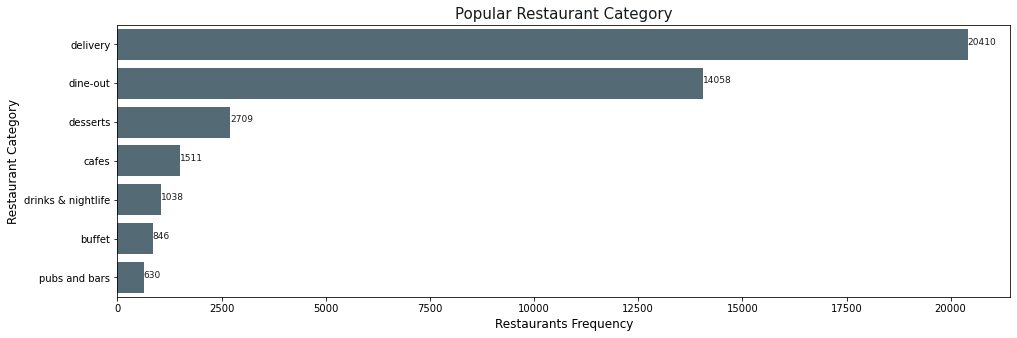 Popular Restaurant Category
Restaurant Category
delivery
20410
dine-out
14058
desserts
2709
cafes
1511
drinks & nightlife
1038
buffet
846
pubs and bars
630
0 2500 5000 7500 10000 12500 15000 17500 20000
Restaurants Frequency